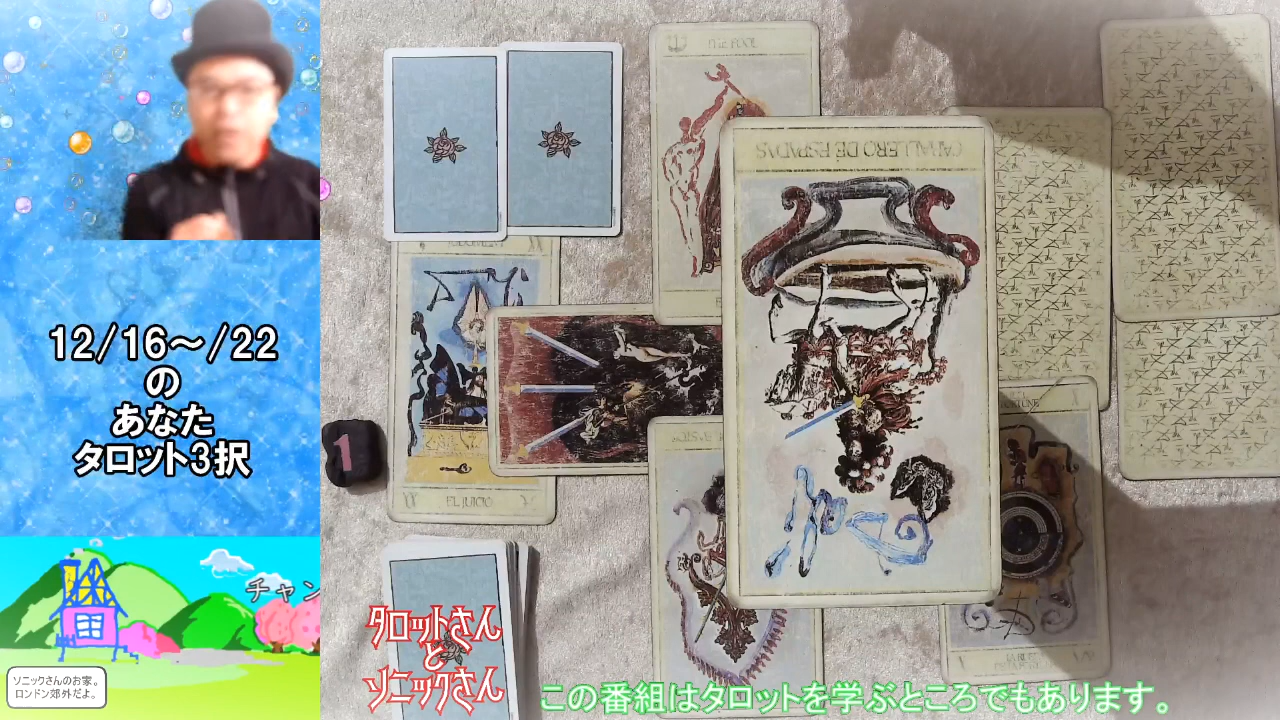 12/16～/22
の
あなた
タロット3択
チャン
ソニックさんのお家。
ロンドン郊外だよ。
1
THE FOOL
CABALLERO DE ESPADAS
EL JUICIO
タロットさん
と
ソニックさん
この番組はタロットを学ぶところでもあります。